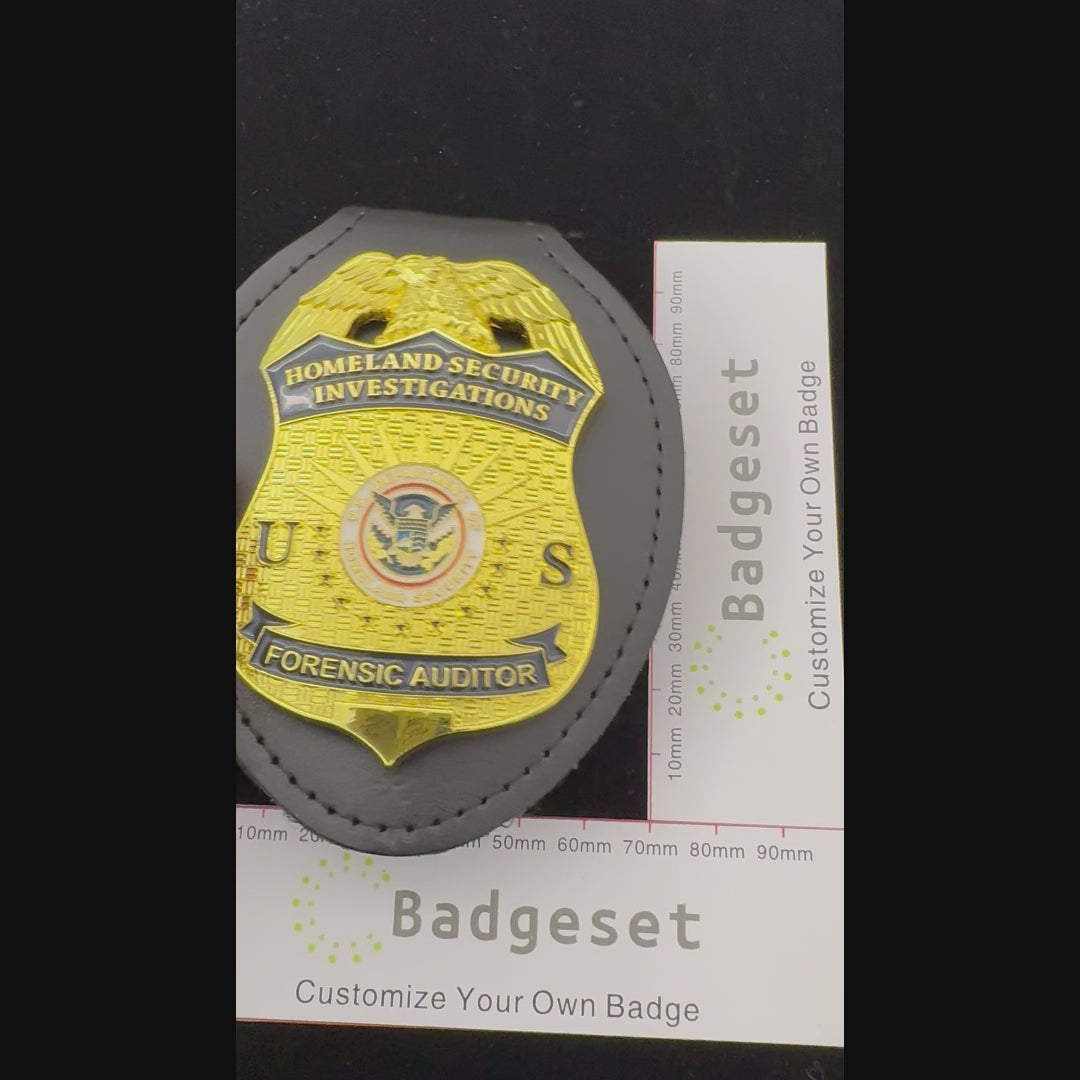 HOMELAND SECURITY
INVESTIGATIONS
U S
FORENSIC AUDITOR
90mm
80mm
30mm
20mm
10mm
Badgeset
Customize Your Own Badge
10mm 50mm 60mm 70mm 80mm 90mm
Badgeset
Customize Your Own Badge